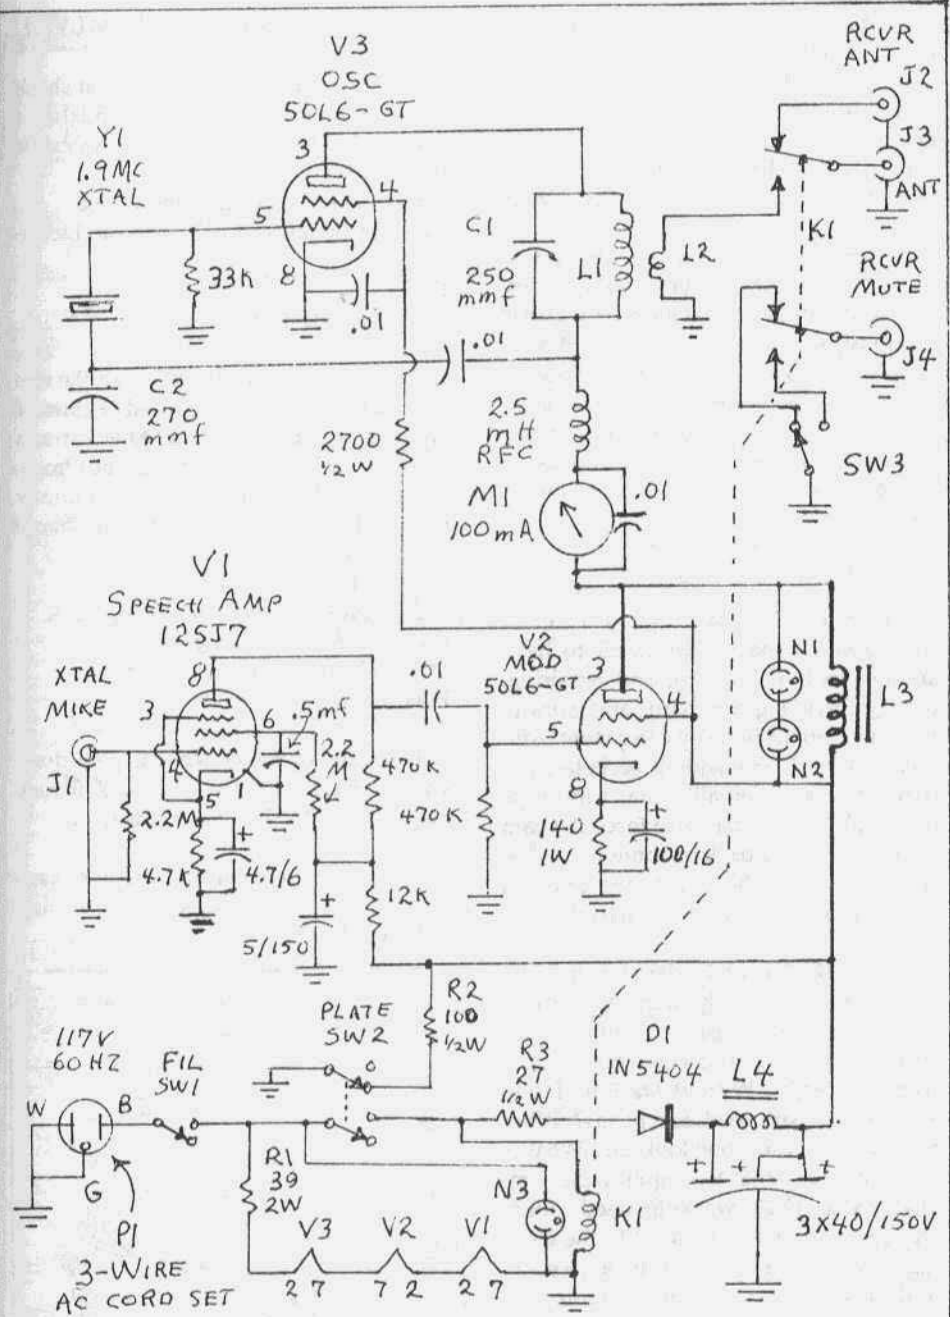 V3
OSC
50L6-GT
Y1
1.9MC
XTAL
3
4
5
8
33K
.01
C1
250
mmf
L1
L2
RCVR
ANT
J2
J3
ANT
K1
RCVR
MUTE
J4
SW3
C2
270
mmf
.01
2700
1/2 W
2.5
mH
RFC
M1
100mA
.01
V1
SPEECH AMP
12SJ7
XTAL
MIKE
J1
8
3
6
4
5
1
.5mf
2.2
M
2.2M
4.7K
4.7/6
470K
.01
470K
12K
5/150
V2
MOD
50L6-GT
3
4
5
8
140
1W
100/16
N1
N2
L3
R2
100
1/2W
PLATE
SW2
117V
60HZ
FIL
SW1
W
B
G
P1
3-WIRE
AC CORD SET
R1
39
2W
V3
V2
V1
2 7
7 2
2 7
N3
K1
R3
27
1/2W
D1
1N5404
L4
3X40/150V